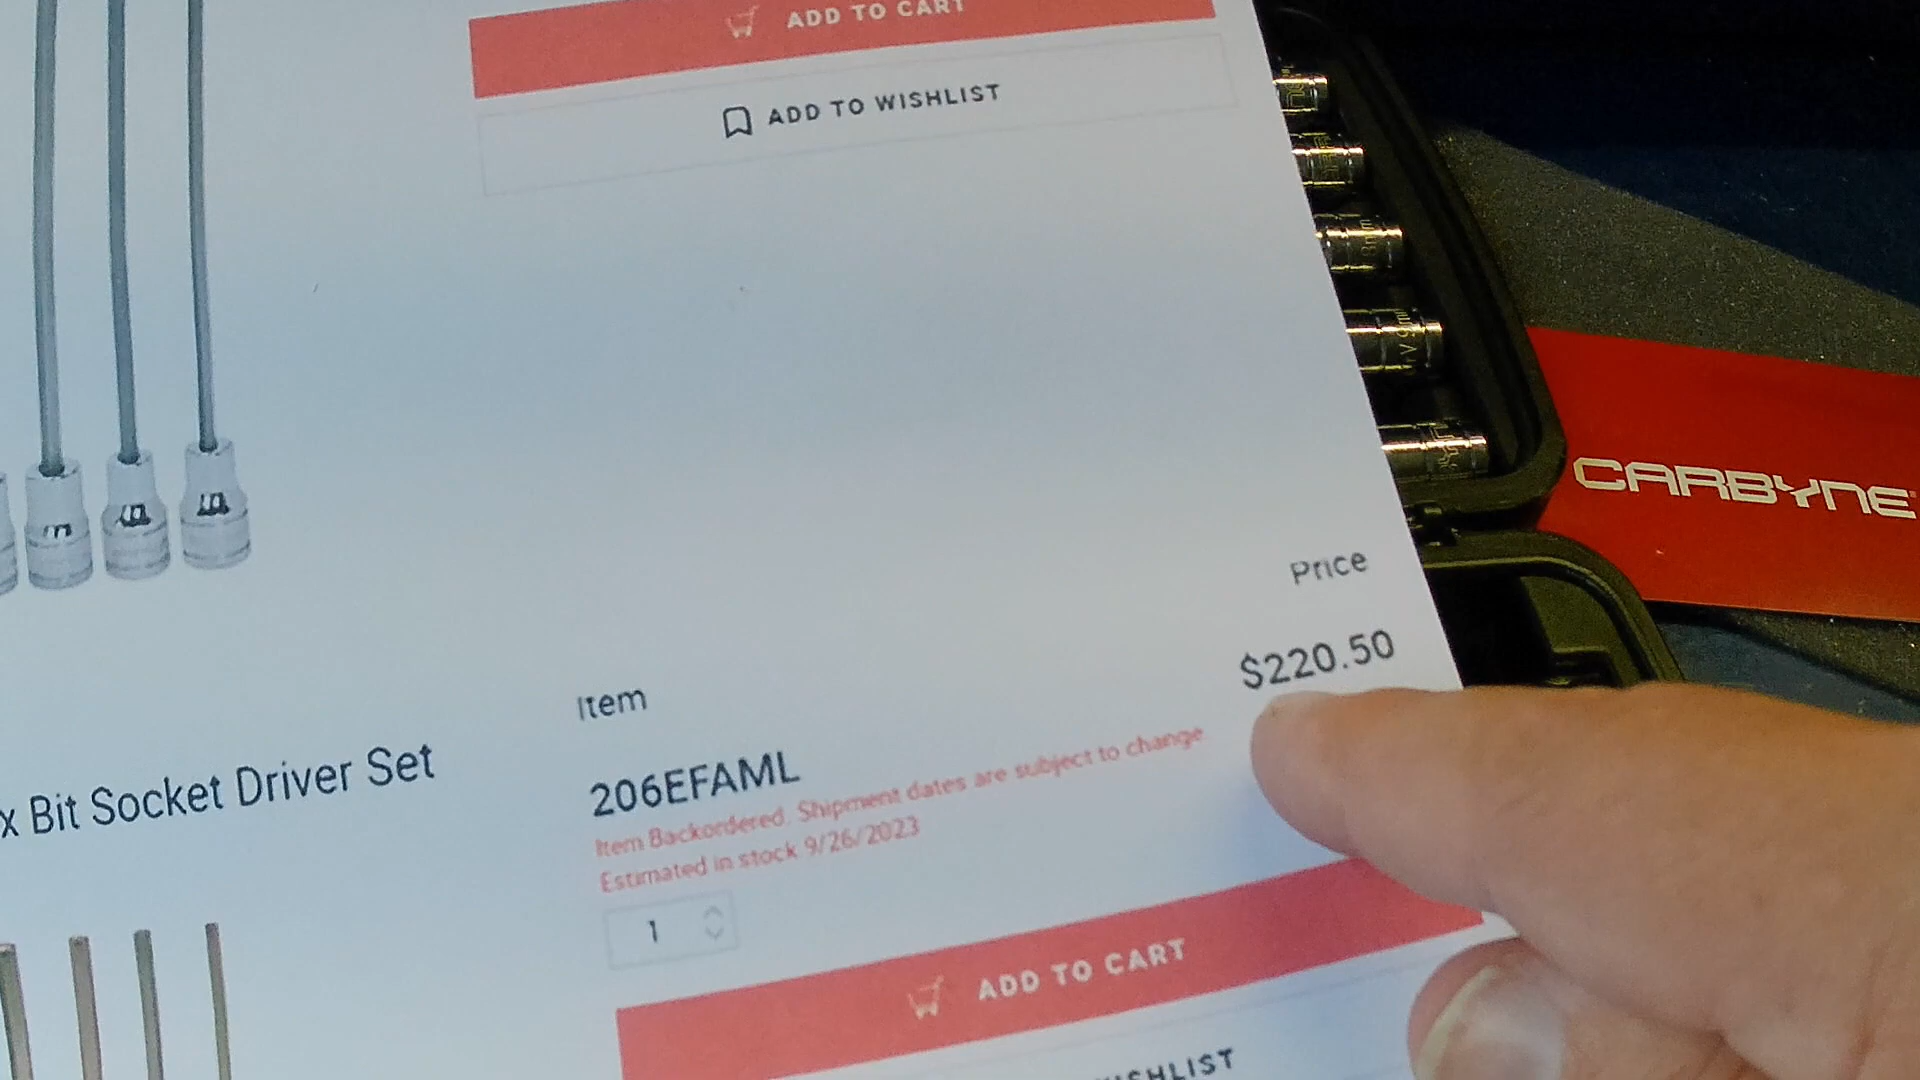 ADD TO CART
ADD TO WISHLIST
CARBYNE
Price
$220.50
Item
206EFAML
Item Backordered. Shipment dates are subject to change
Estimated in stock 9/26/2023
x Bit Socket Driver Set
1
ADD TO CART
WISHLIST